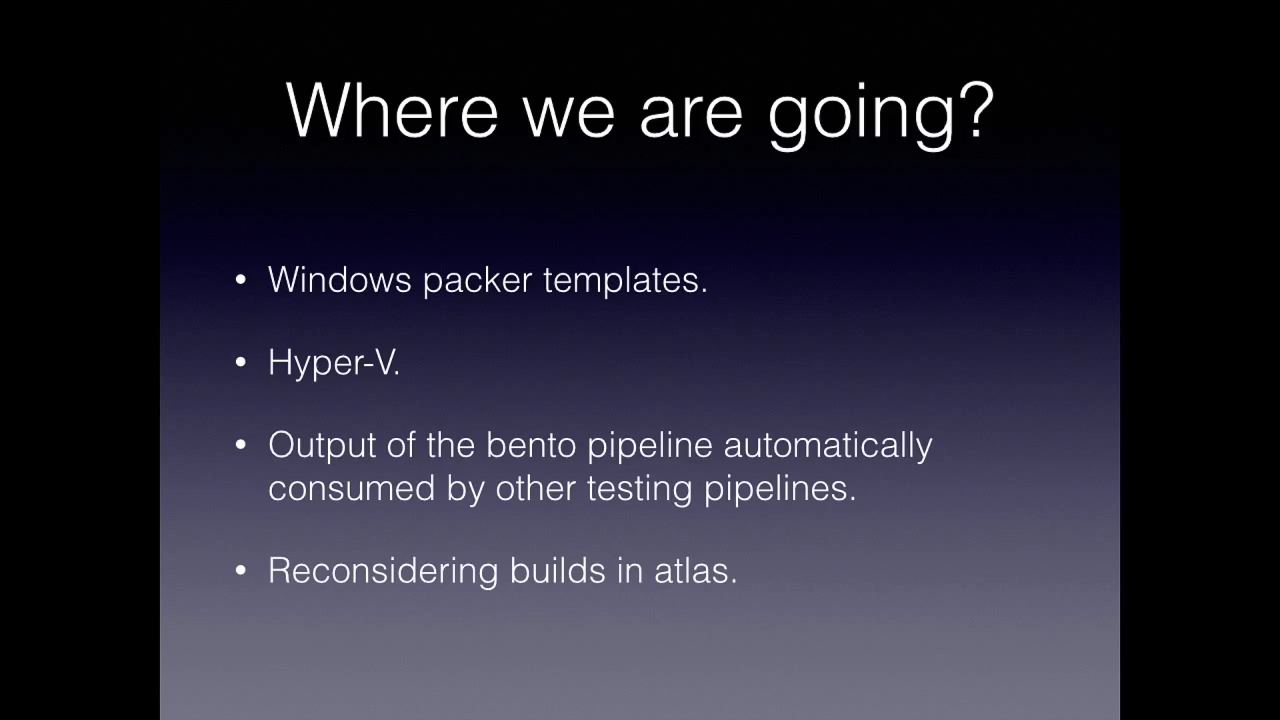 Where we are going?
• Windows packer templates.
• Hyper-V.
• Output of the bento pipeline automatically
consumed by other testing pipelines.
• Reconsidering builds in atlas.